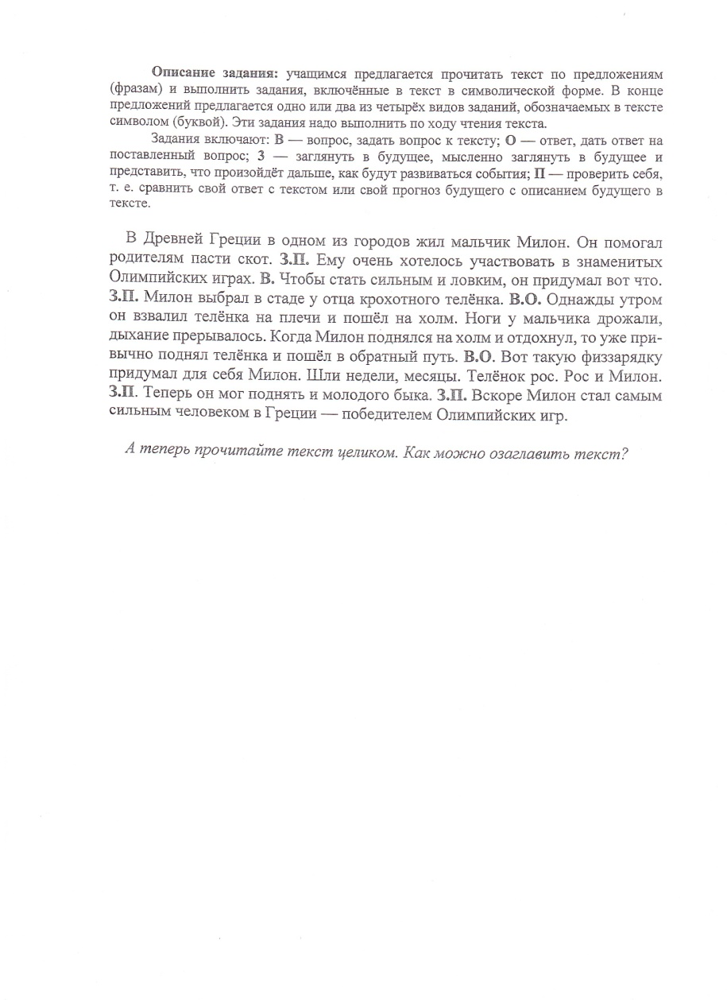 Описание задания: учащимся предлагается прочитать текст по предложениям
(фразам) и выполнить задания, включённые в текст в символической форме. В конце
предложений предлагается одно или два из четырёх видов заданий, обозначаемых в тексте
символом (буквой). Эти задания надо выполнить по ходу чтения текста.
Задания включают: В — вопрос, задать вопрос к тексту; О — ответ, дать ответ на
поставленный вопрос; З — заглянуть в будущее, мысленно заглянуть в будущее и
представить, что произойдёт дальше, как будут развиваться события; П — проверить себя,
т. е. сравнить свой ответ с текстом или свой прогноз будущего с описанием будущего в
тексте.
В Древней Греции в одном из городов жил мальчик Милон. Он помогал
родителям пасти скот. З.П. Ему очень хотелось участвовать в знаменитых
Олимпийских играх. В. Чтобы стать сильным и ловким, он придумал вот что.
З.П. Милон выбрал в стаде у отца крохотного телёнка. В.О. Однажды утром
он взвалил телёнка на плечи и пошёл на холм. Ноги у мальчика дрожали,
дыхание прерывалось. Когда Милон поднялся на холм и отдохнул, то уже при-
вычно поднял телёнка и пошёл в обратный путь. В.О. Вот такую физзарядку
придумал для себя Милон. Шли недели, месяцы. Телёнок рос. Рос и Милон.
З.П. Теперь он мог поднять и молодого быка. З.П. Вскоре Милон стал самым
сильным человеком в Греции — победителем Олимпийских игр.
А теперь прочитайте текст целиком. Как можно озаглавить текст?